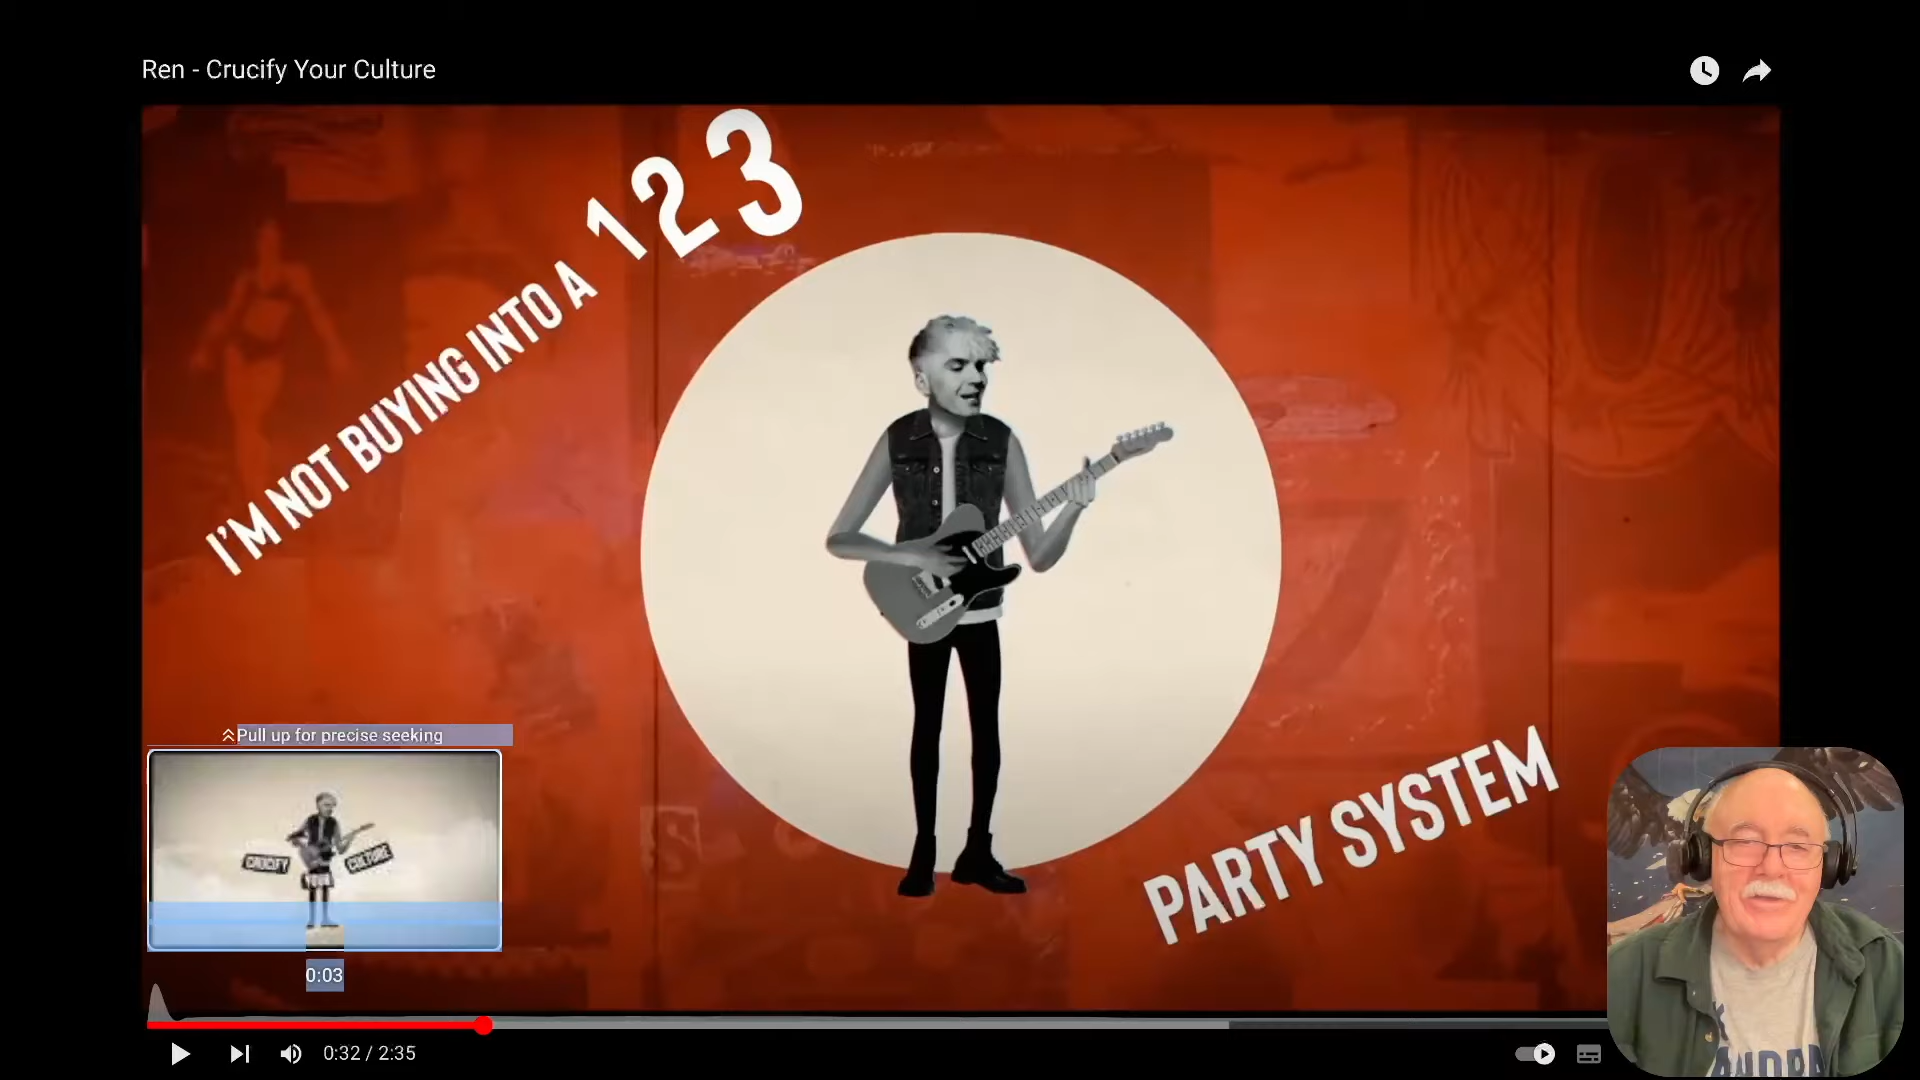 Ren - Crucify Your Culture
I'M NOT BUYING INTO A 1 2 3
PARTY SYSTEM
Pull up for precise seeking
CRUCIFY
YOUR
CULTURE
0:03
0:32 / 2:35